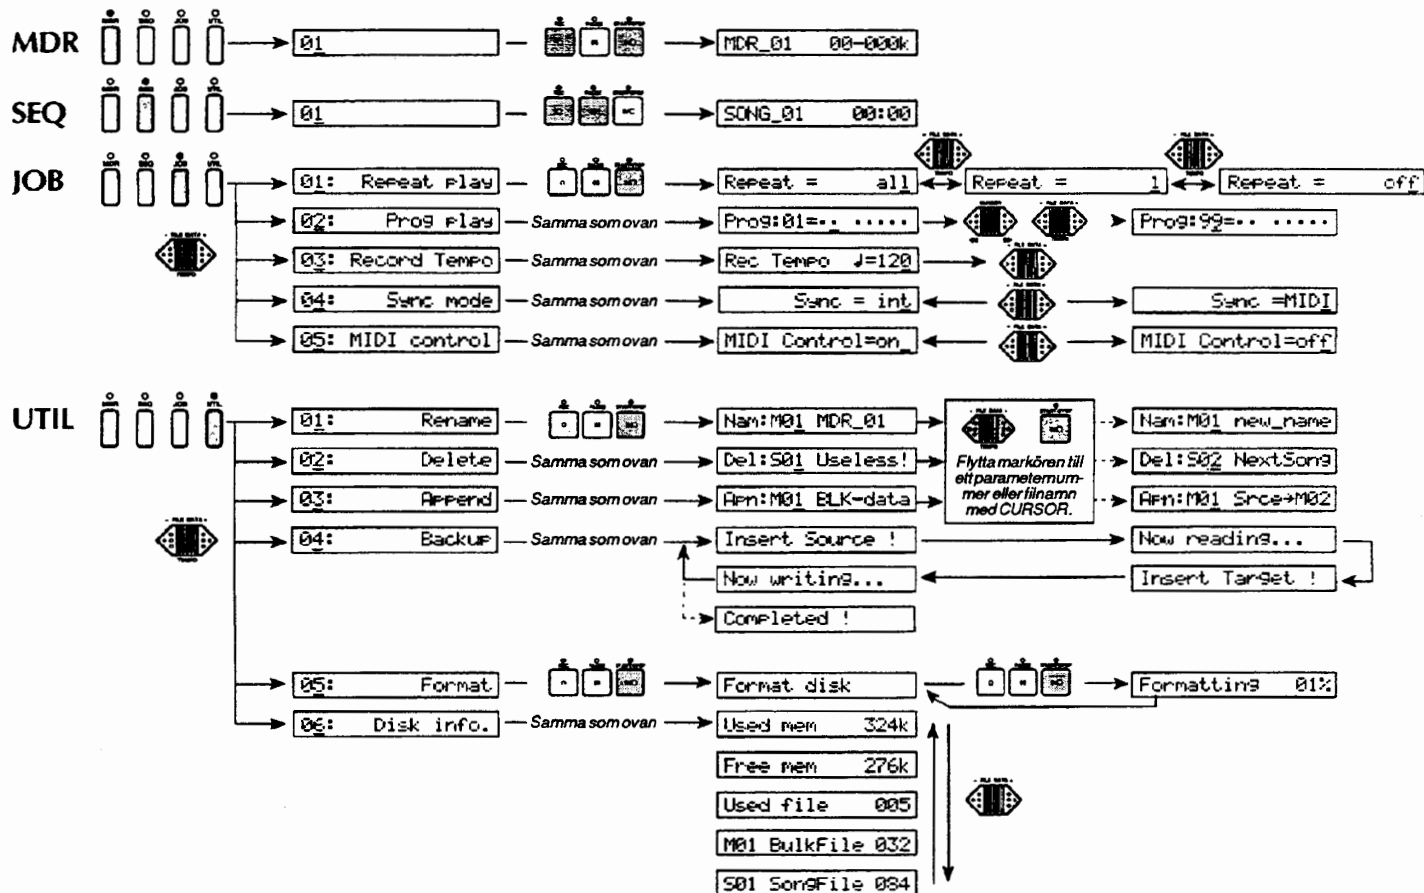 MDR
01
MDR_01 00-000k
SEQ
01
SONG_01 00:00
JOB
01: Repeat play
Repeat = all
Repeat = 1
Repeat = off
02: Prog play
Samma som ovan
Prog:01=·· ·····
Prog:99=·· ·····
03: Record Tempo
Samma som ovan
Rec Tempo ♩=120
04: Sync mode
Samma som ovan
Sync = int
Sync =MIDI
05: MIDI control
Samma som ovan
MIDI Control=on
MIDI Control=off
UTIL
01: Rename
Nam:M01 MDR_01
Nam:M01 new_name
02: Delete
Samma som ovan
Del:S01 Useless!
Del:S02 NextSong
03: Append
Samma som ovan
Apn:M01 BLK-data
Apn:M01 Srce→M02
Flytta markören till
ett parameternum-
mer eller filnamn
med CURSOR.
04: Backup
Samma som ovan
Insert Source !
Now reading...
Now writing...
Insert Target !
Completed !
05: Format
Format disk
Formatting 01%
06: Disk info.
Samma som ovan
Used mem 324k
Free mem 276k
Used file 005
M01 BulkFile 032
S01 SongFile 084